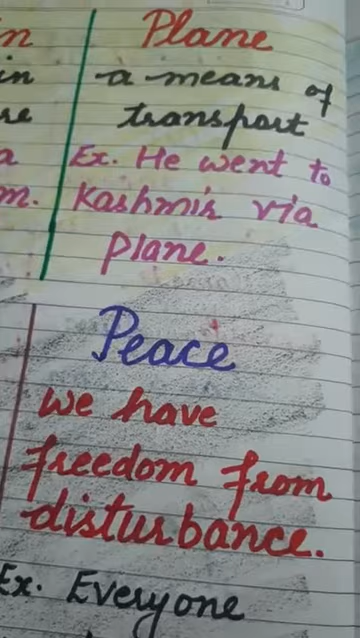 Plane
a means of
transport
Ex. He went to
Kashmir via
plane.
Peace
we have
freedom from
disturbance.
Ex. Everyone